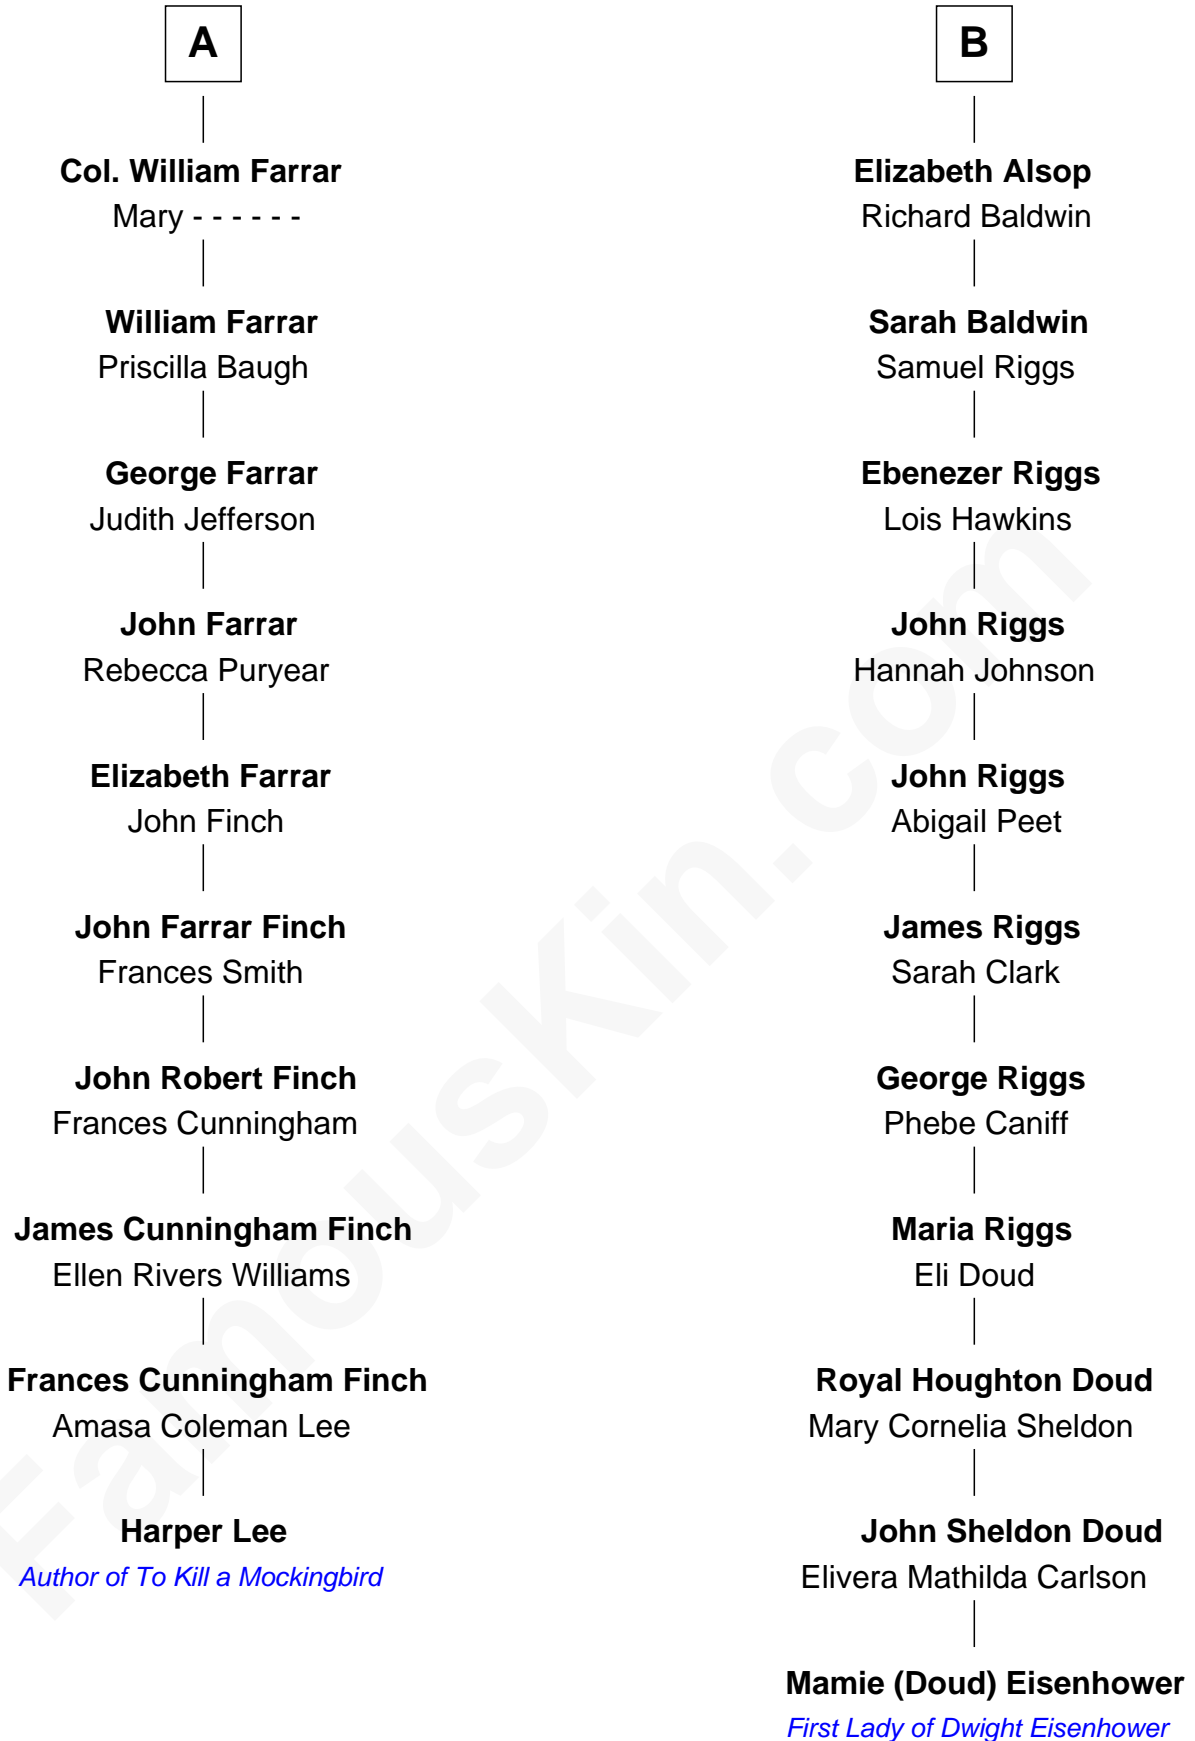 A
Col. William Farrar
Mary - - - - - -
William Farrar
Priscilla Baugh
George Farrar
Judith Jefferson
John Farrar
Rebecca Puryear
Elizabeth Farrar
John Finch
John Farrar Finch
Frances Smith
John Robert Finch
Frances Cunningham
James Cunningham Finch
Ellen Rivers Williams
Frances Cunningham Finch
Amasa Coleman Lee
Harper Lee
Author of To Kill a Mockingbird
B
Elizabeth Alsop
Richard Baldwin
Sarah Baldwin
Samuel Riggs
Ebenezer Riggs
Lois Hawkins
John Riggs
Hannah Johnson
John Riggs
Abigail Peet
James Riggs
Sarah Clark
George Riggs
Phebe Caniff
Maria Riggs
Eli Doud
Royal Houghton Doud
Mary Cornelia Sheldon
John Sheldon Doud
Elivera Mathilda Carlson
Mamie (Doud) Eisenhower
First Lady of Dwight Eisenhower
FamousKin.com